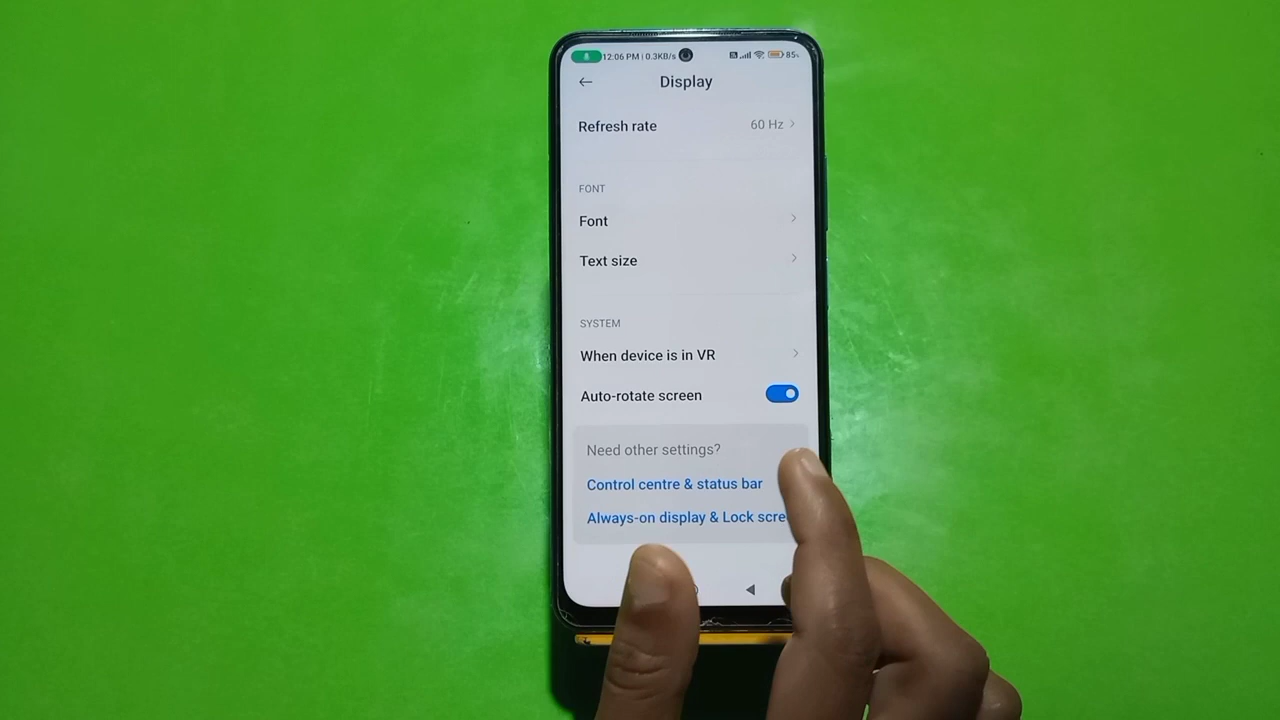 12:06 PM | 0.3KB/s 85%
Display
Refresh rate 60 Hz
FONT
Font
Text size
SYSTEM
When device is in VR
Auto-rotate screen
Need other settings?
Control centre & status bar
Always-on display & Lock scre